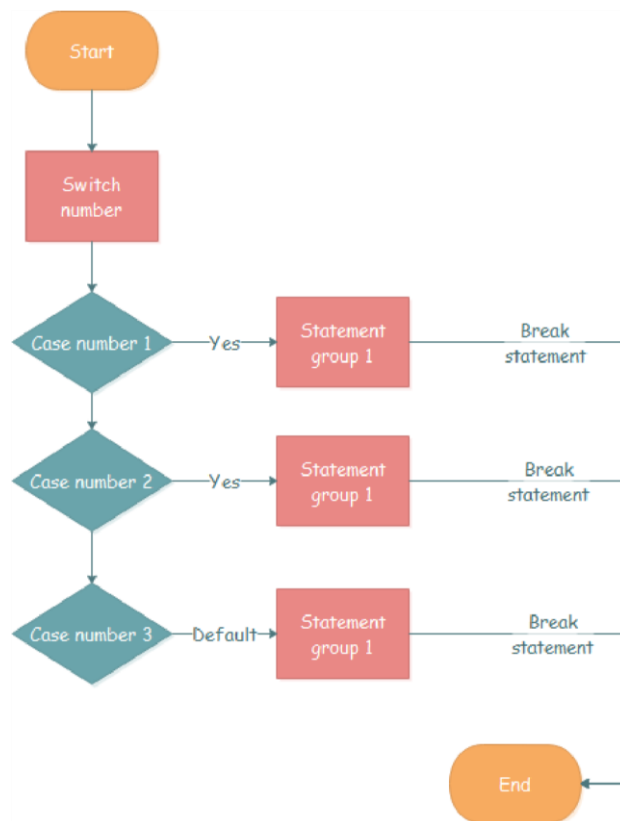 Start
Switch
number
Case number 1
Yes
Statement
group 1
Break
statement
Case number 2
Yes
Statement
group 1
Break
statement
Case number 3
Default
Statement
group 1
Break
statement
End